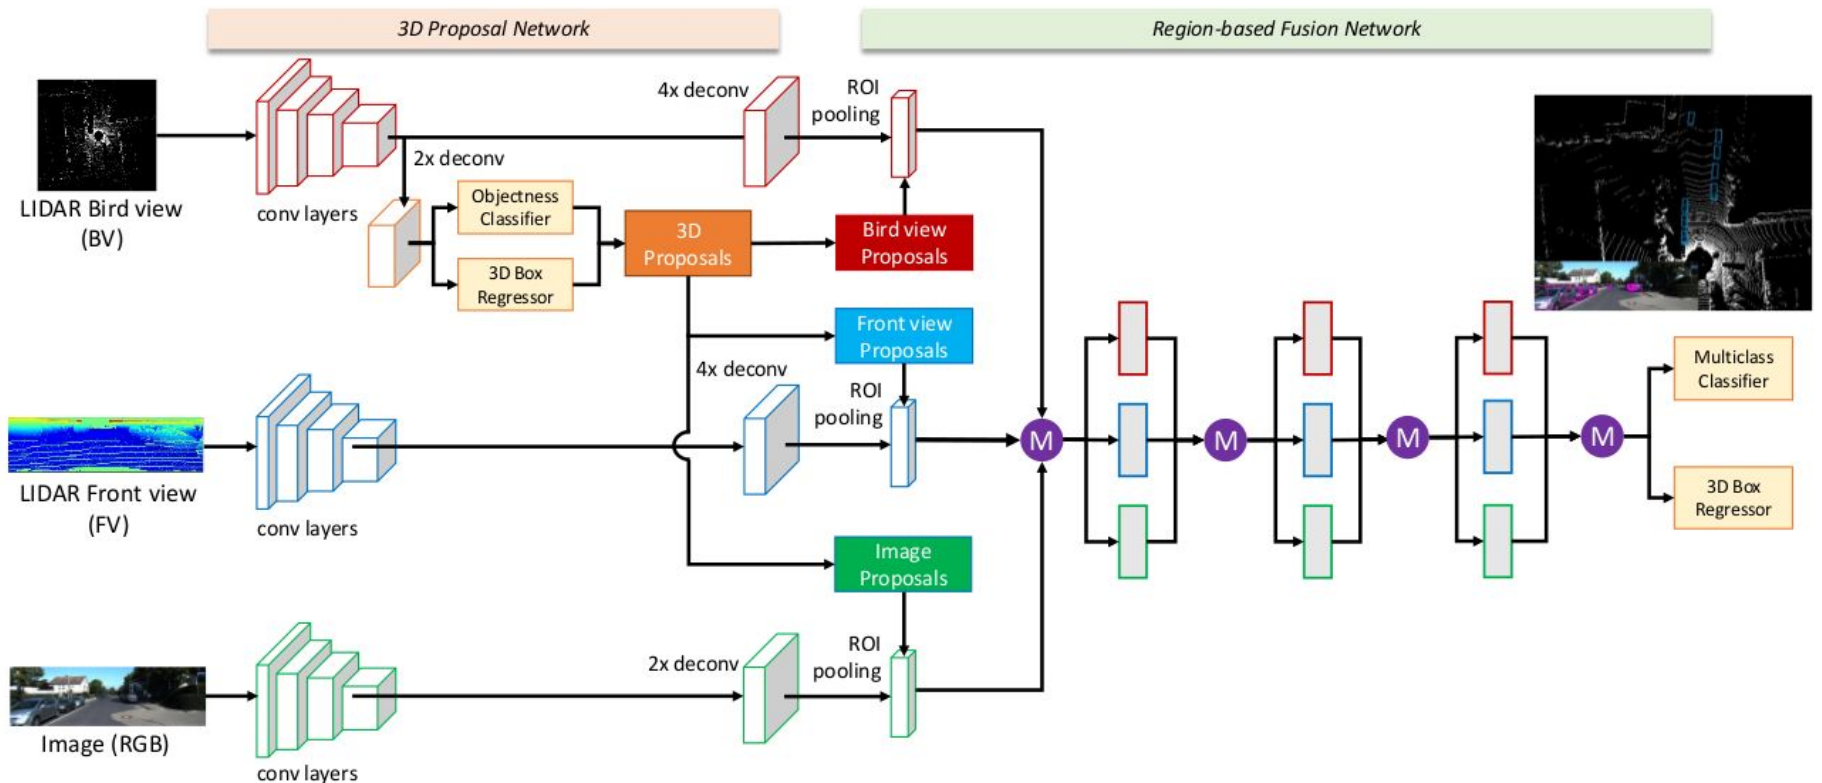 3D Proposal Network
Region-based Fusion Network
LIDAR Bird view
(BV)
conv layers
2x deconv
4x deconv
ROI
pooling
Objectness
Classifier
3D Box
Regressor
3D
Proposals
Bird view
Proposals
Front view
Proposals
LIDAR Front view
(FV)
conv layers
4x deconv
ROI
pooling
Image
Proposals
Image (RGB)
conv layers
2x deconv
ROI
pooling
M
M
M
M
Multiclass
Classifier
3D Box
Regressor